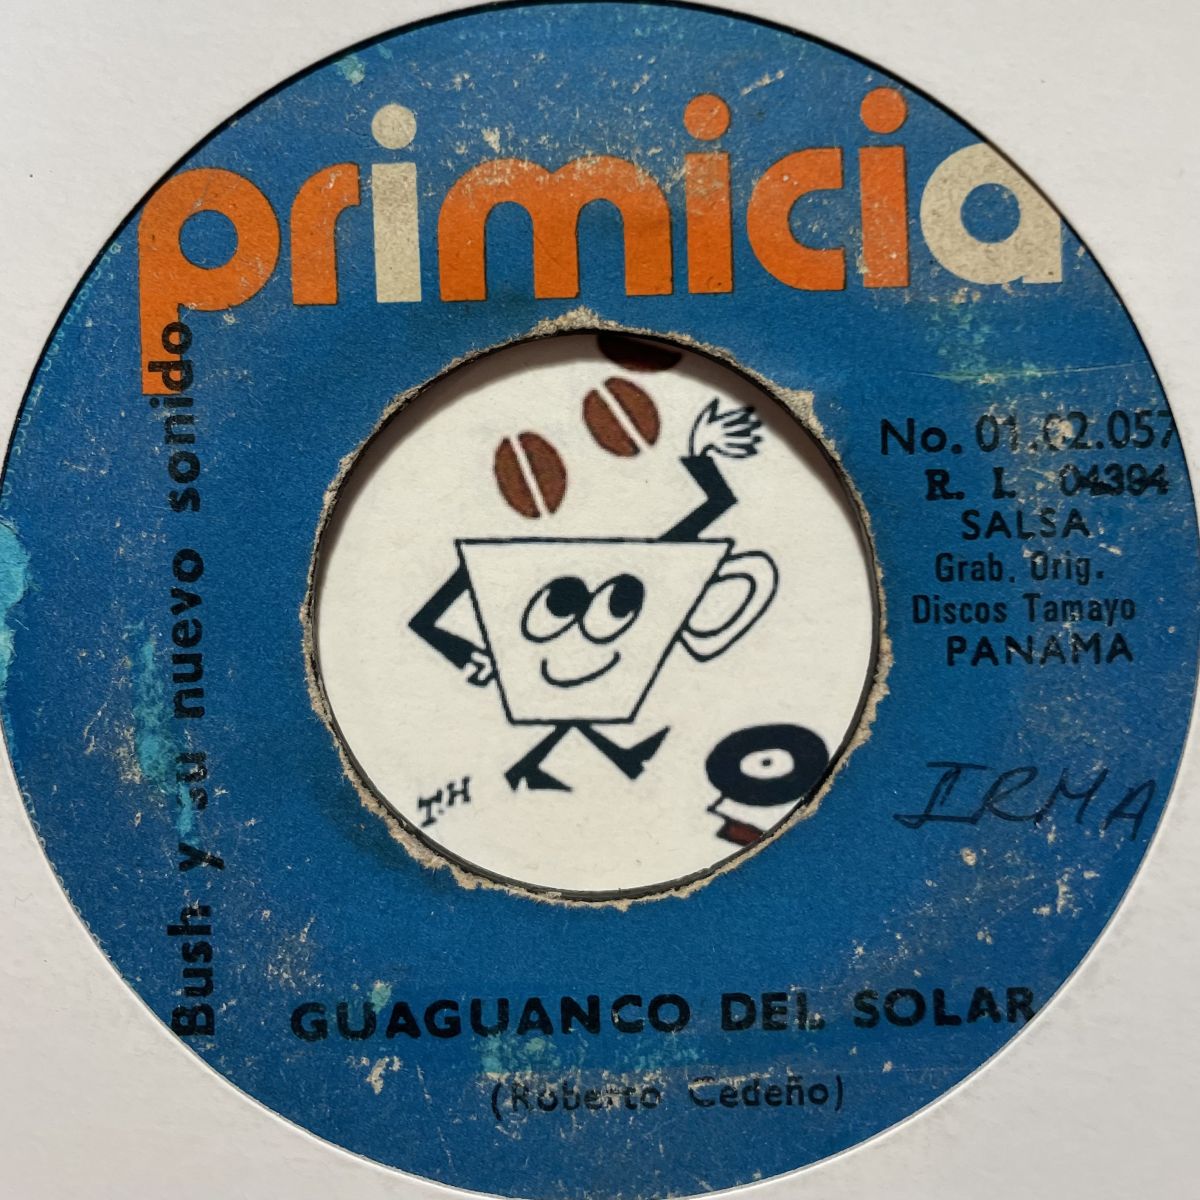 primicia
Bush y su nuevo sonido
No. 01.02.057
R. I. 04394
SALSA
Grab. Orig.
Discos Tamayo
PANAMA
IRMA
T.H
GUAGUANCO DEL SOLAR
(Roberto Cedeño)